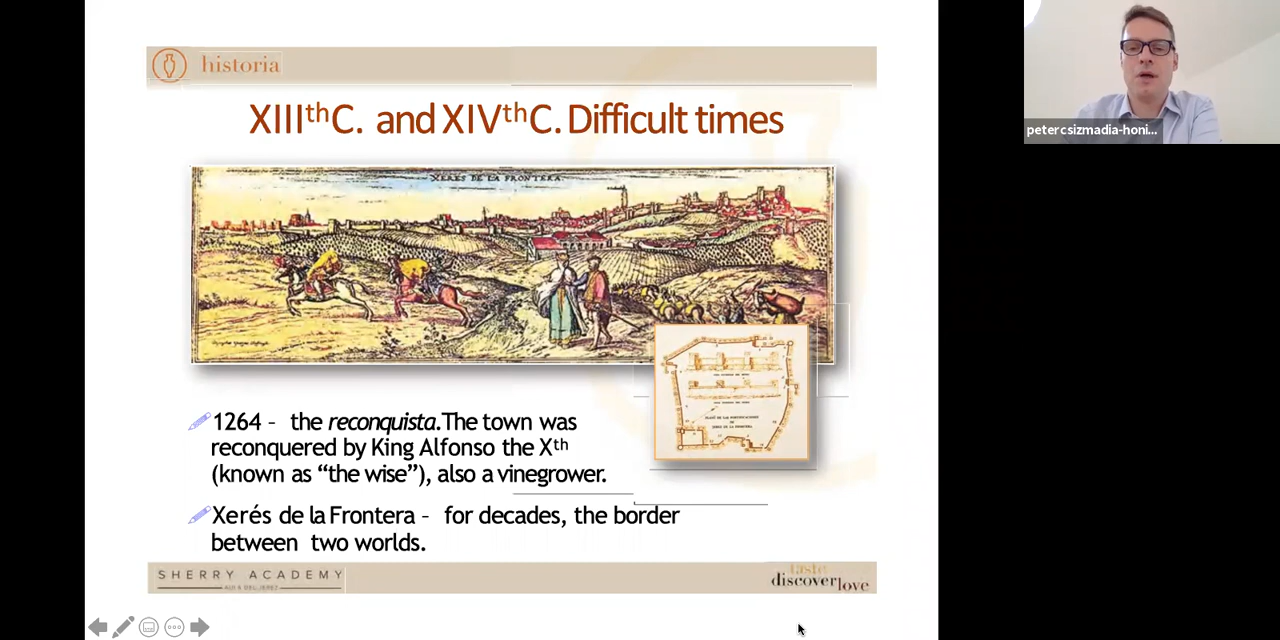 historia
XIIIth C. and XIVth C. Difficult times
XERES DE LA FRONTERA
1264 – the reconquista. The town was
reconquered by King Alfonso the Xth
(known as “the wise”), also a vinegrower.
Xerés de la Frontera – for decades, the border
between two worlds.
SHERRY ACADEMY
taste
discover love
petercsizmadia-honi...